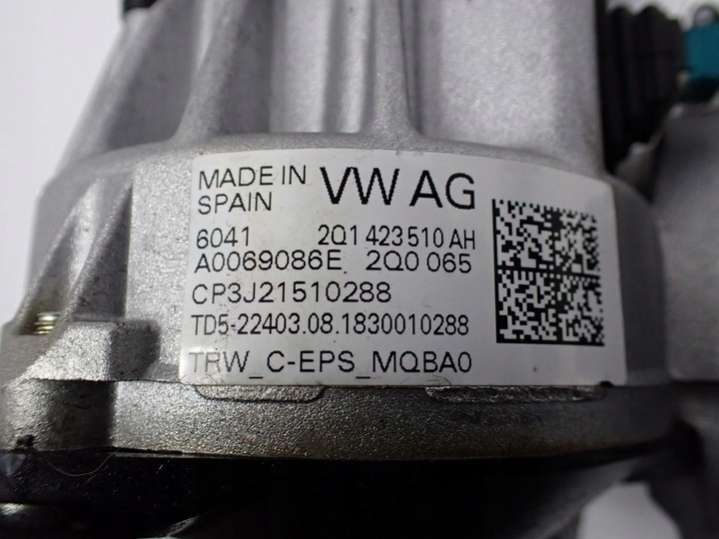 MADE IN
SPAIN
VW AG
6041 2Q1 423 510 AH
A0069086E 2Q0 065
CP3J21510288
TD5-22403.08.1830010288
TRW_C-EPS_MQBA0